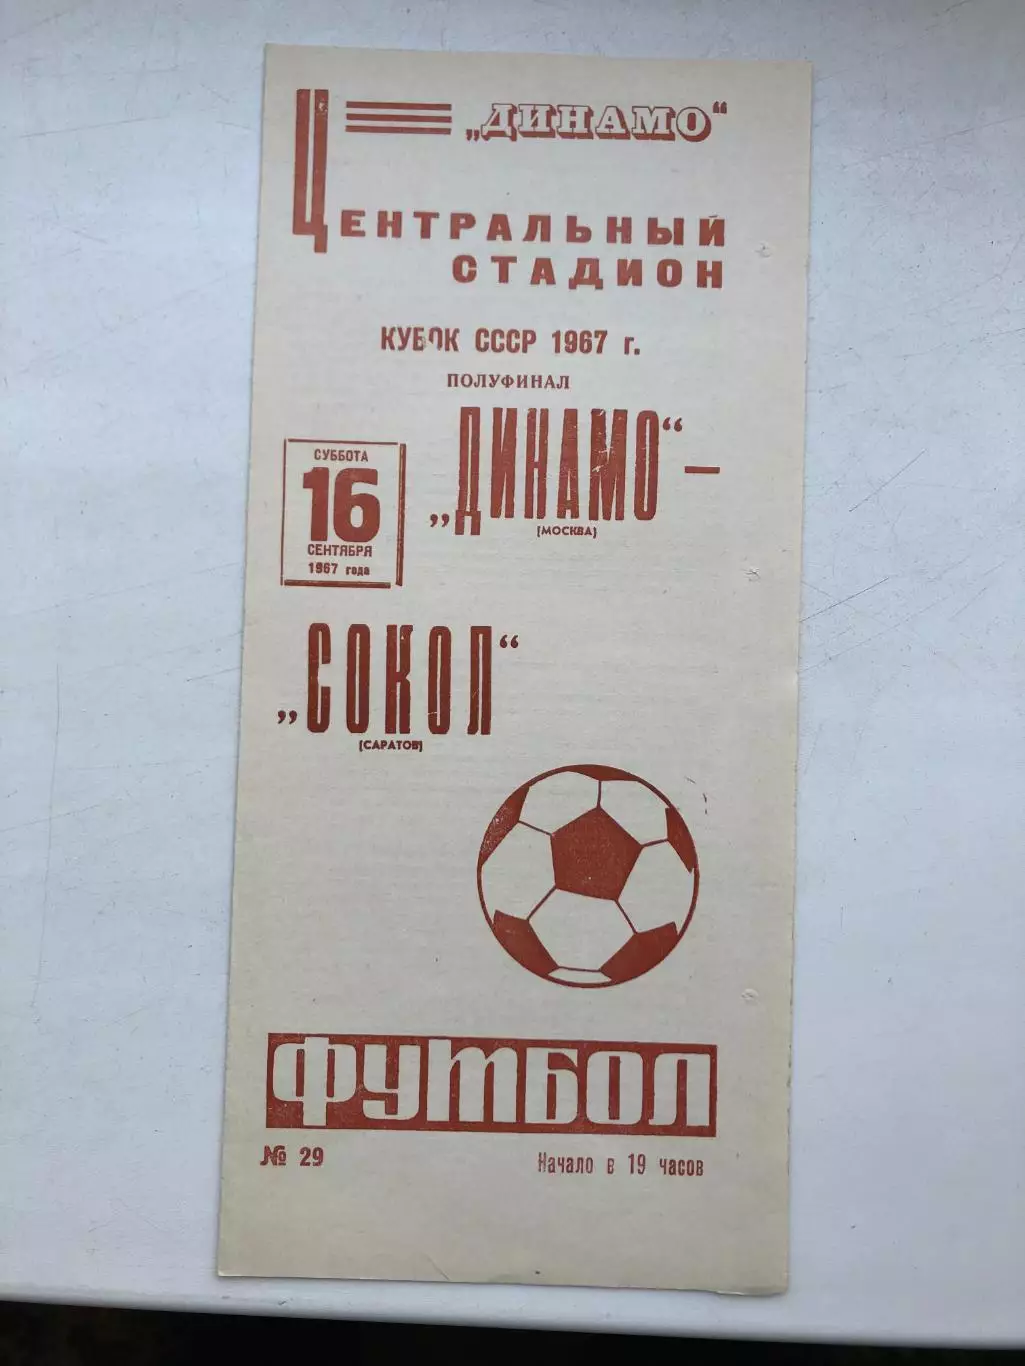 „ДИНАМО“
ЦЕНТРАЛЬНЫЙ
СТАДИОН
КУБОК СССР 1967 г.
ПОЛУФИНАЛ
СУББОТА
16
СЕНТЯБРЯ
1967 года
„ДИНАМО“ –
(МОСКВА)
„СОКОЛ“
(САРАТОВ)
ФУТБОЛ
№ 29
Начало в 19 часов